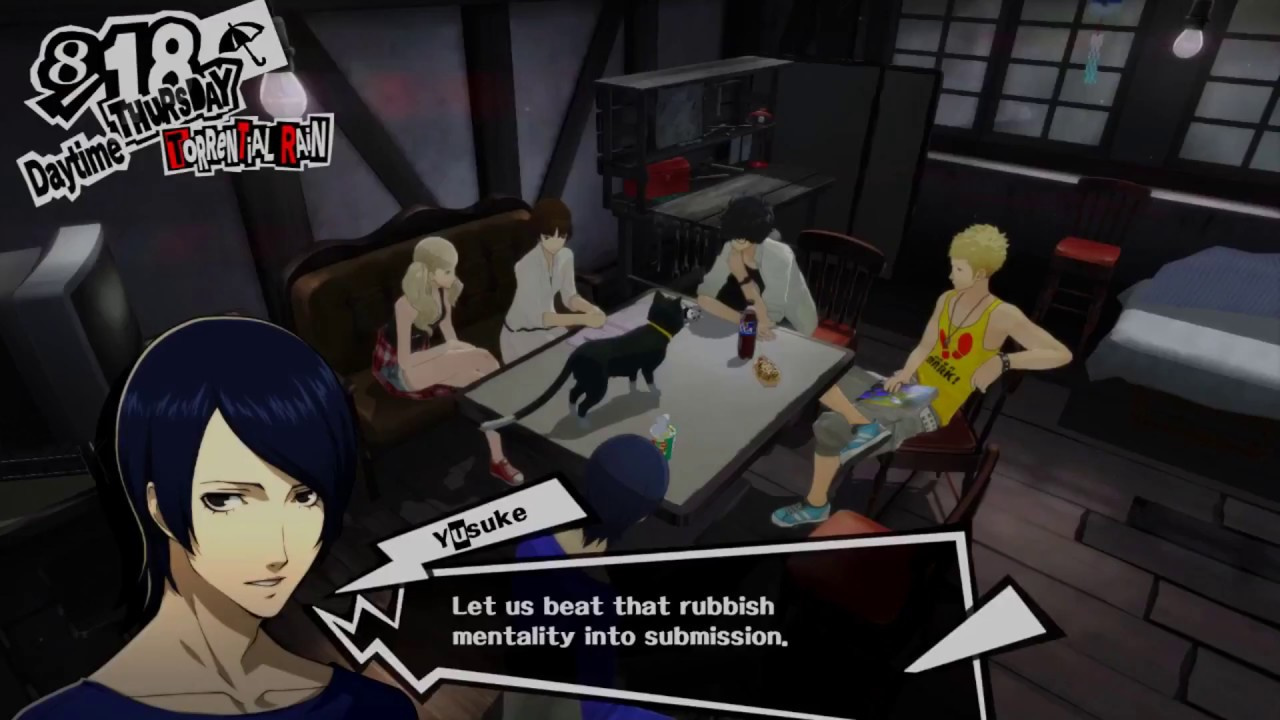 8/18
THURSDAY
Daytime
TORRENTIAL RAIN
Yusuke
Let us beat that rubbish
mentality into submission.